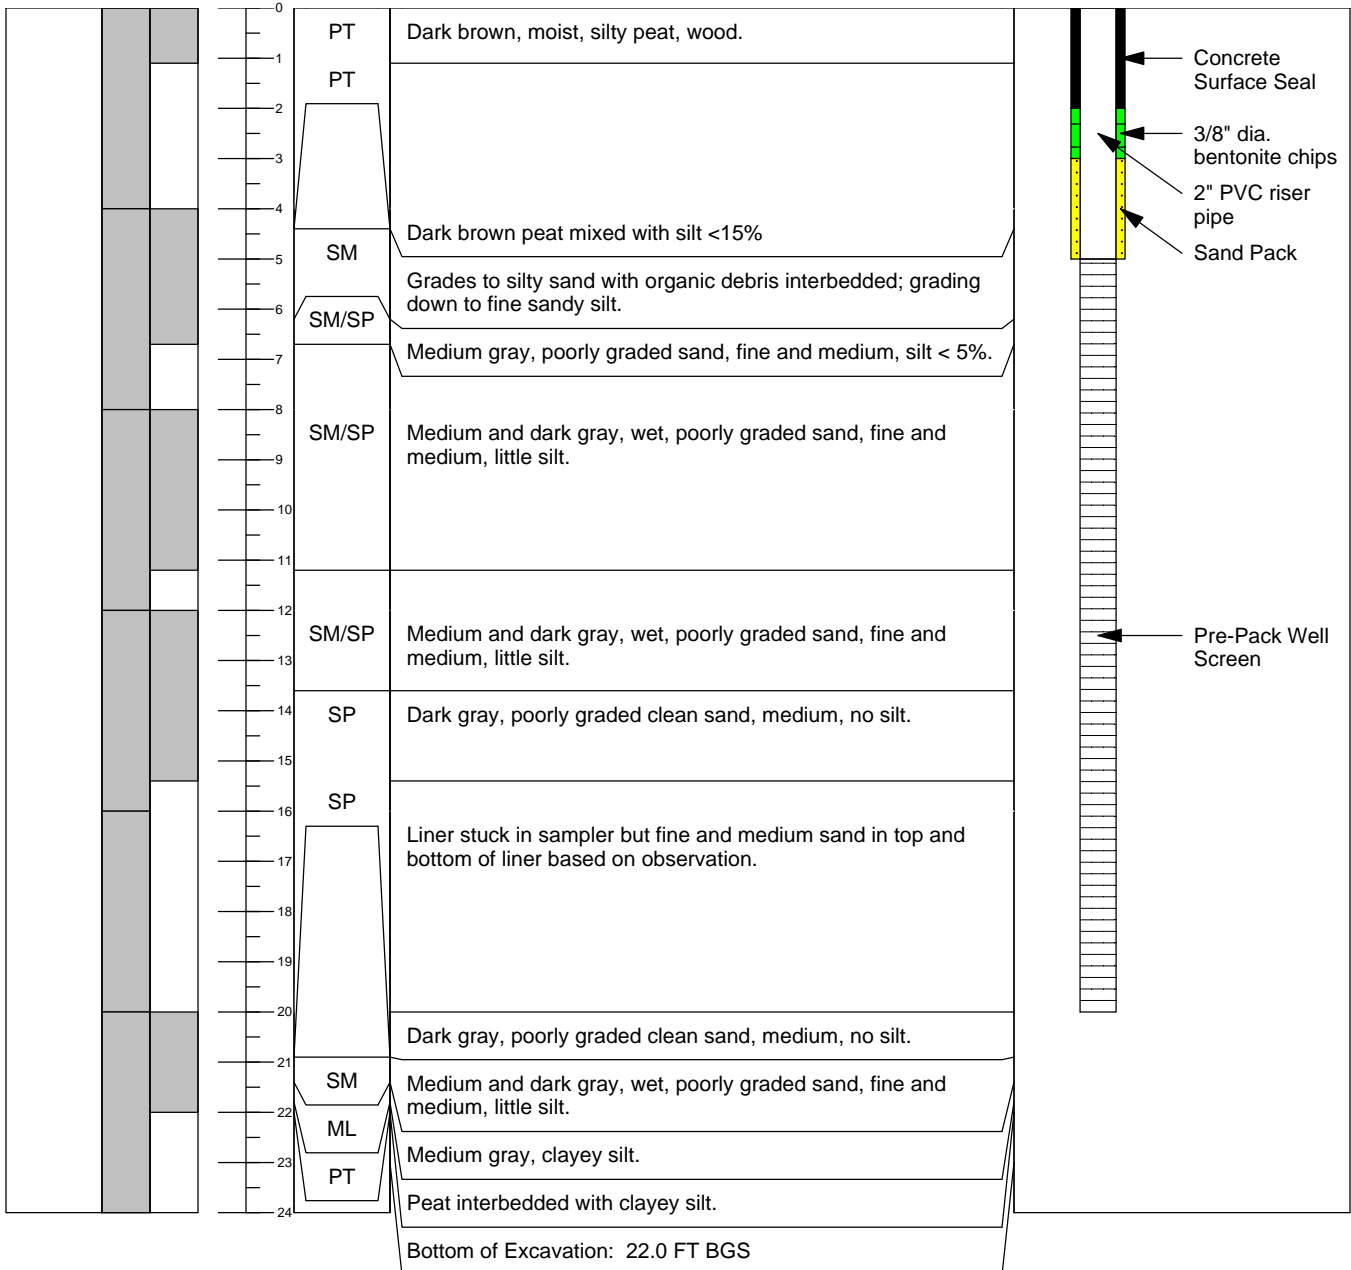 0
PT
Dark brown, moist, silty peat, wood.
1
PT
2
3
4
Dark brown peat mixed with silt <15%
SM
5
Grades to silty sand with organic debris interbedded; grading
down to fine sandy silt.
6
SM/SP
Medium gray, poorly graded sand, fine and medium, silt < 5%.
7
8
SM/SP
Medium and dark gray, wet, poorly graded sand, fine and
medium, little silt.
9
10
11
12
SM/SP
Medium and dark gray, wet, poorly graded sand, fine and
medium, little silt.
13
14
SP
Dark gray, poorly graded clean sand, medium, no silt.
15
SP
16
Liner stuck in sampler but fine and medium sand in top and
bottom of liner based on observation.
17
18
19
20
Dark gray, poorly graded clean sand, medium, no silt.
21
SM
Medium and dark gray, wet, poorly graded sand, fine and
medium, little silt.
22
ML
Medium gray, clayey silt.
23
PT
Peat interbedded with clayey silt.
24
Bottom of Excavation: 22.0 FT BGS
Concrete
Surface Seal
3/8" dia.
bentonite chips
2" PVC riser
pipe
Sand Pack
Pre-Pack Well
Screen